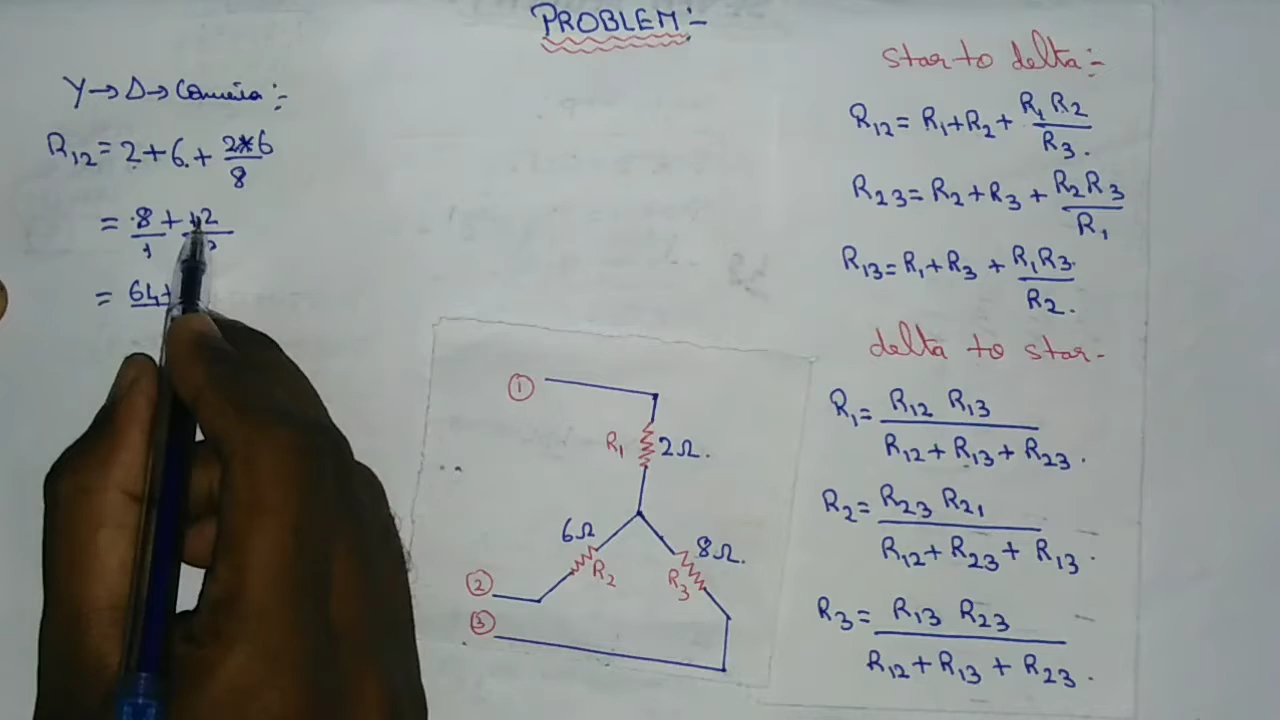 PROBLEM:-
Y→Δ→
R12 = 2+6+ 2*6/8
= 8/1 + 12/
= 64+
star to delta:-
R12 = R1+R2+ R1 R2/R3.
R23 = R2+R3+ R2R3/R1
R13 = R1+R3 + R1R3/R2.
delta to star-
R1 = R12 R13/R12+R13+R23.
R2 = R23 R21/R12+R23+R13.
R3 = R13 R23/R12+R13+R23.
1
R1 2Ω.
6Ω 8Ω.
R2 R3
2
3